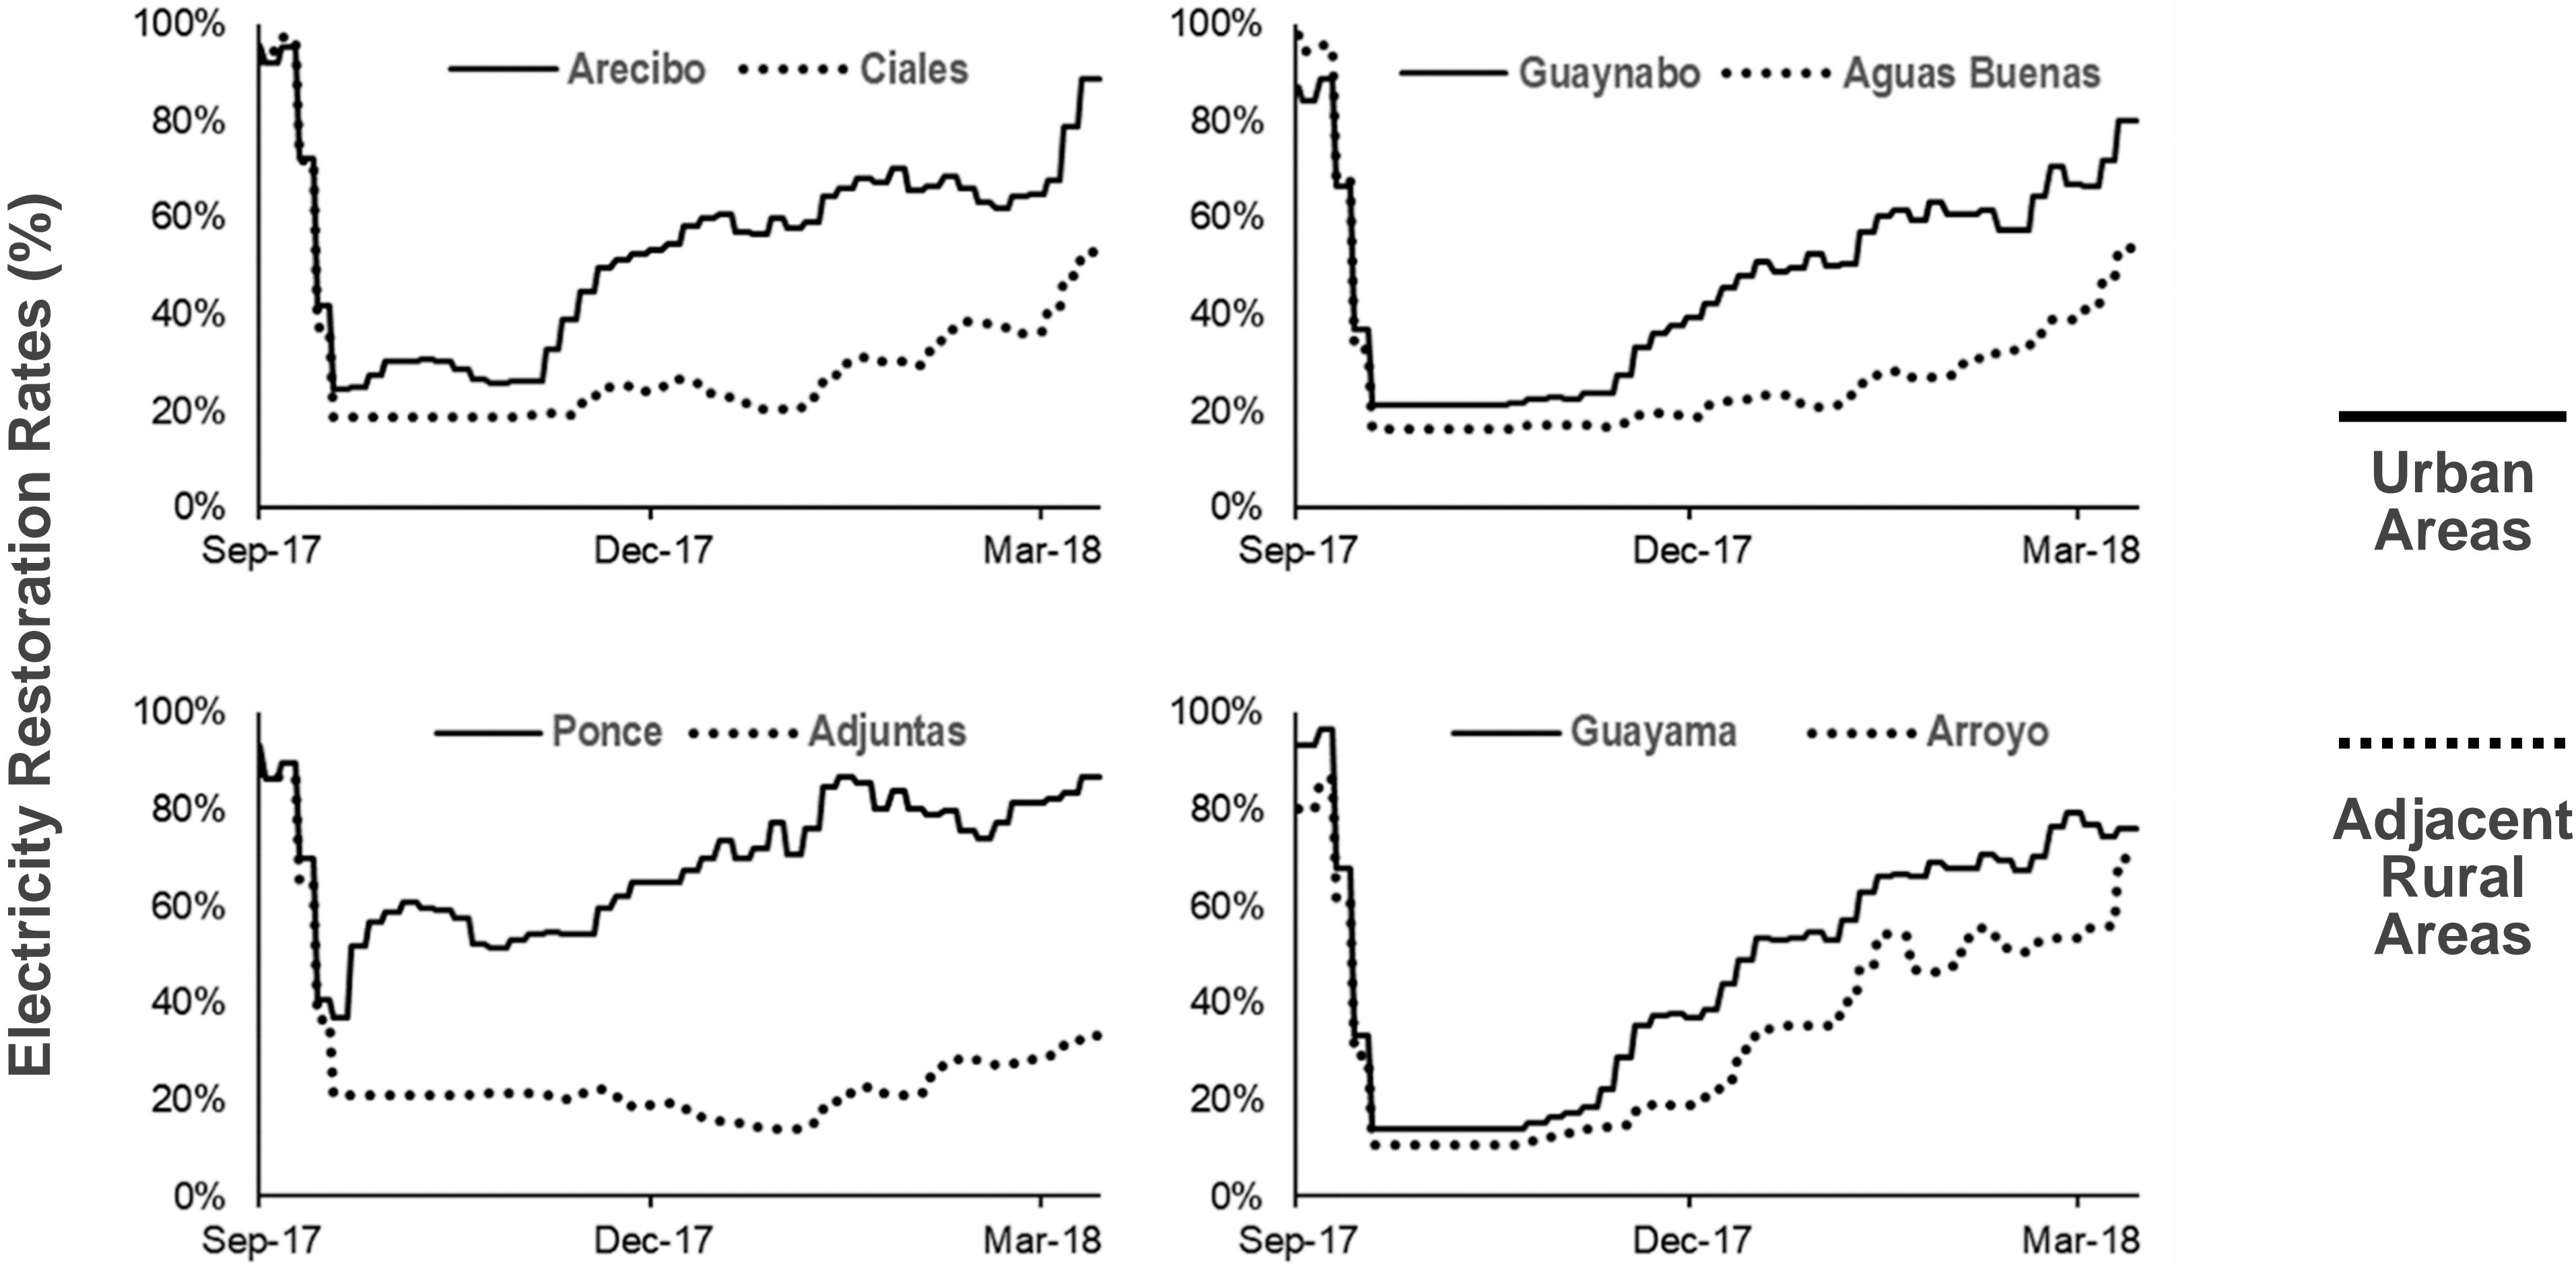 Electricity Restoration Rates (%)
Arecibo Ciales
100%
80%
60%
40%
20%
0%
Sep-17 Dec-17 Mar-18
Guaynabo Aguas Buenas
100%
80%
60%
40%
20%
0%
Sep-17 Dec-17 Mar-18
Ponce Adjuntas
100%
80%
60%
40%
20%
0%
Sep-17 Dec-17 Mar-18
Guayama Arroyo
100%
80%
60%
40%
20%
0%
Sep-17 Dec-17 Mar-18
Urban
Areas
Adjacent
Rural
Areas